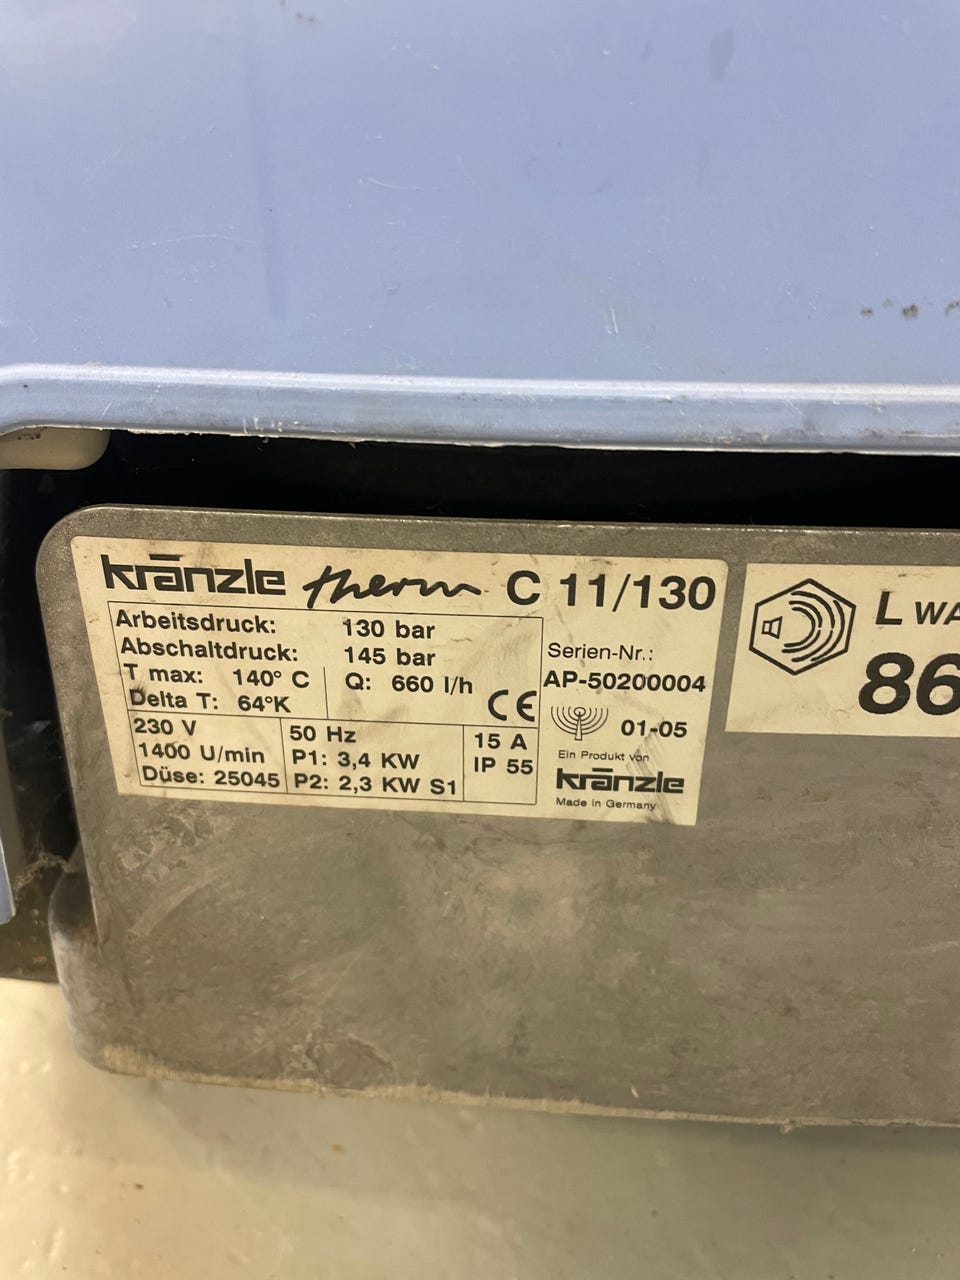 kränzle therm C 11/130
Arbeitsdruck: 130 bar
Abschaltdruck: 145 bar
T max: 140° C
Q: 660 l/h
Delta T: 64°K
CE
230 V
1400 U/min
Düse: 25045
50 Hz
P1: 3,4 KW
P2: 2,3 KW S1
15 A
IP 55
Serien-Nr.:
AP-50200004
01-05
Ein Produkt von
kränzle
Made in Germany
L WA
86